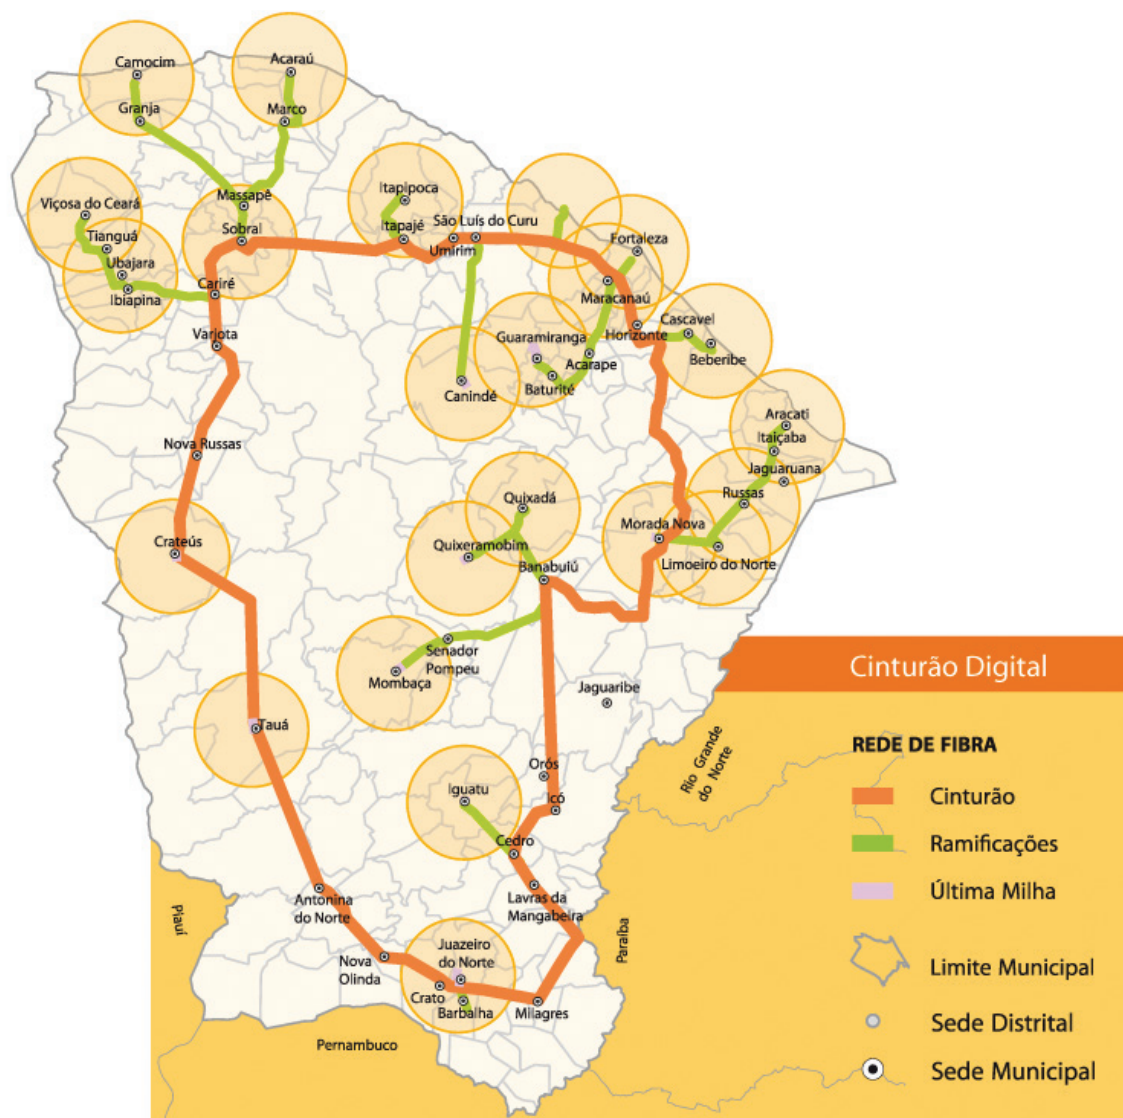 Camocim
Acaraú
Granja
Marco
Viçosa do Ceará
Massapê
Itapipoca
Tianguá
Sobral
Itapajé
São Luís do Curu
Umirim
Fortaleza
Ubajara
Ibiapina
Cariré
Maracanaú
Varjota
Guaramiranga
Horizonte
Cascavel
Beberibe
Acarape
Baturité
Canindé
Nova Russas
Aracati
Itaiçaba
Jaguaruana
Russas
Quixadá
Morada Nova
Crateús
Quixeramobim
Limoeiro do Norte
Banabuiú
Senador
Pompeu
Mombaça
Jaguaribe
Tauá
Orós
Iguatu
Icó
Cedro
Antonina
do Norte
Lavras da
Mangabeira
Juazeiro
do Norte
Nova
Olinda
Crato
Barbalha
Milagres
Piauí
Pernambuco
Paraíba
Rio Grande
do Norte
Cinturão Digital
REDE DE FIBRA
Cinturão
Ramificações
Última Milha
Limite Municipal
Sede Distrital
Sede Municipal